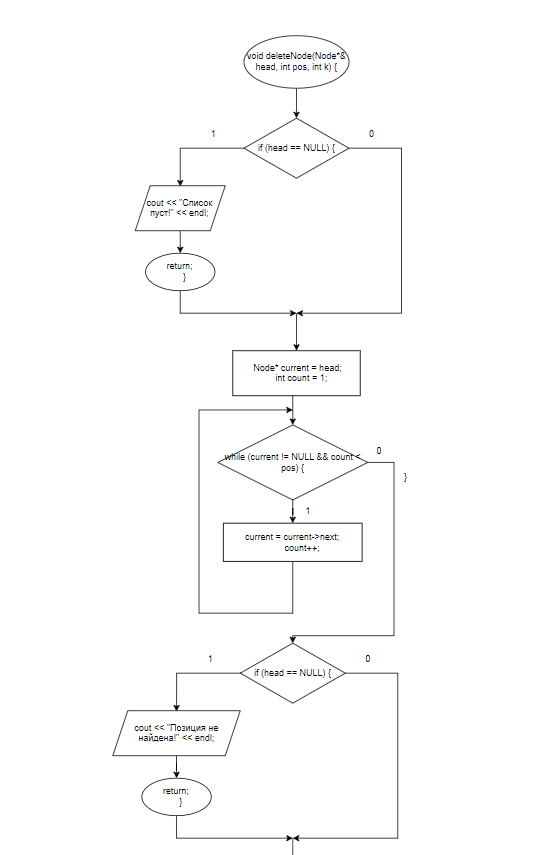 void deleteNode(Node*&
head, int pos, int k) {
1
0
if (head == NULL) {
cout << "Список
пуст!" << endl;
return;
}
Node* current = head;
int count = 1;
while (current != NULL && count <
pos) {
0
}
1
current = current->next;
count++;
1
0
if (head == NULL) {
cout << "Позиция не
найдена!" << endl;
return;
}